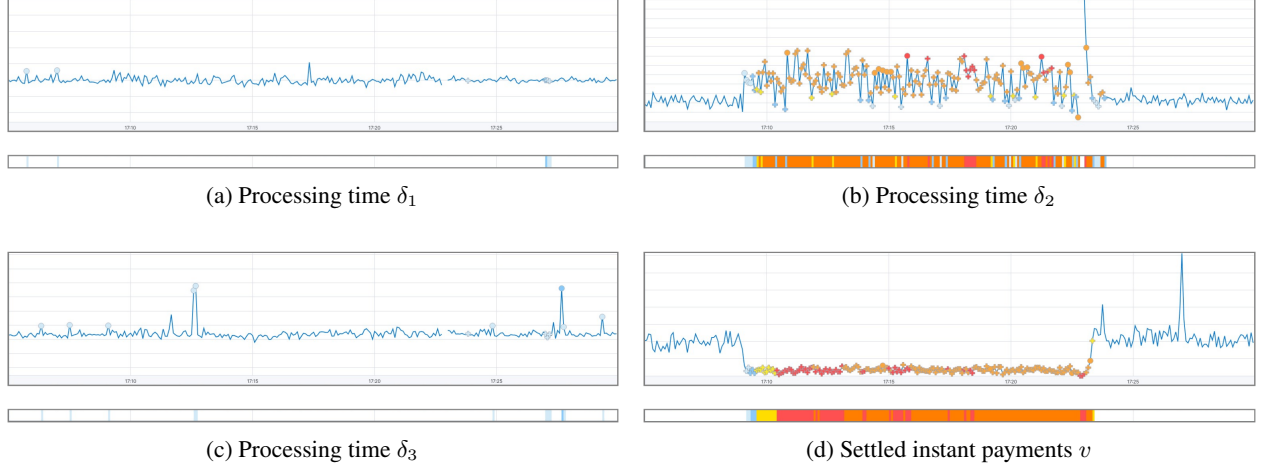 17:10 17:15 17:20 17:25
17:10 17:15 17:20 17:25
(a) Processing time δ₁
(b) Processing time δ₂
17:10 17:15 17:20 17:25
17:10 17:15 17:20 17:25
(c) Processing time δ₃
(d) Settled instant payments v